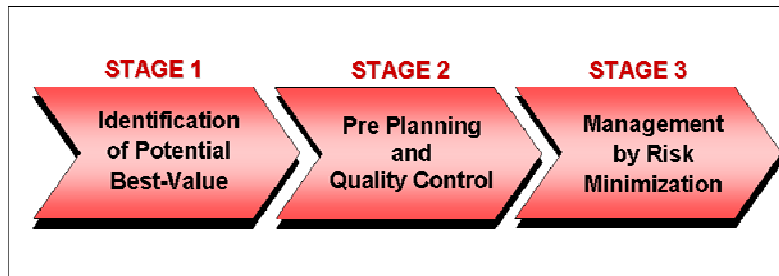 STAGE 1
Identification
of Potential
Best-Value
STAGE 2
Pre Planning
and
Quality Control
STAGE 3
Management
by Risk
Minimization